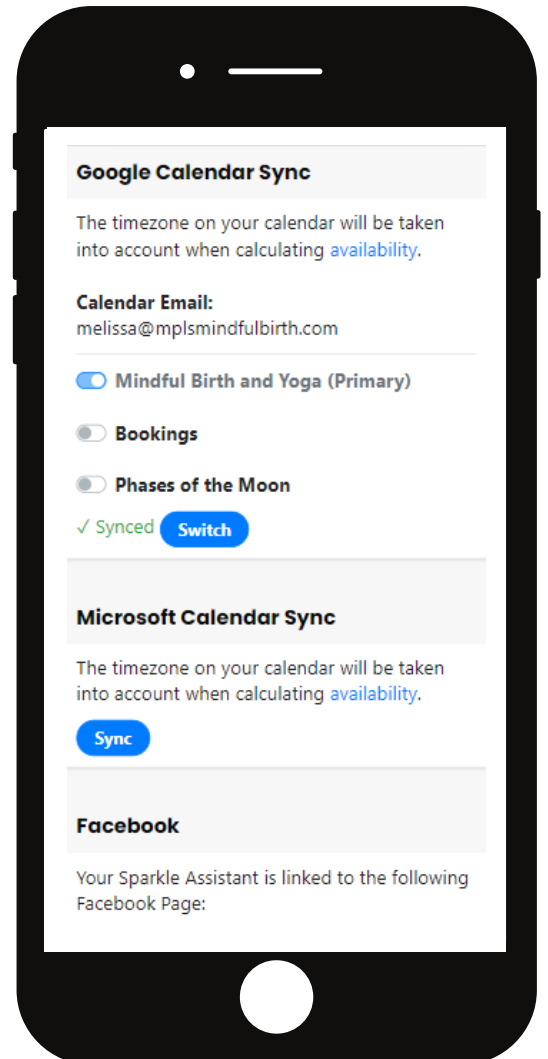 Google Calendar Sync
The timezone on your calendar will be taken
into account when calculating availability.
Calendar Email:
melissa@mplsmindfulbirth.com
Mindful Birth and Yoga (Primary)
Bookings
Phases of the Moon
✓ Synced Switch
Microsoft Calendar Sync
The timezone on your calendar will be taken
into account when calculating availability.
Sync
Facebook
Your Sparkle Assistant is linked to the following
Facebook Page: